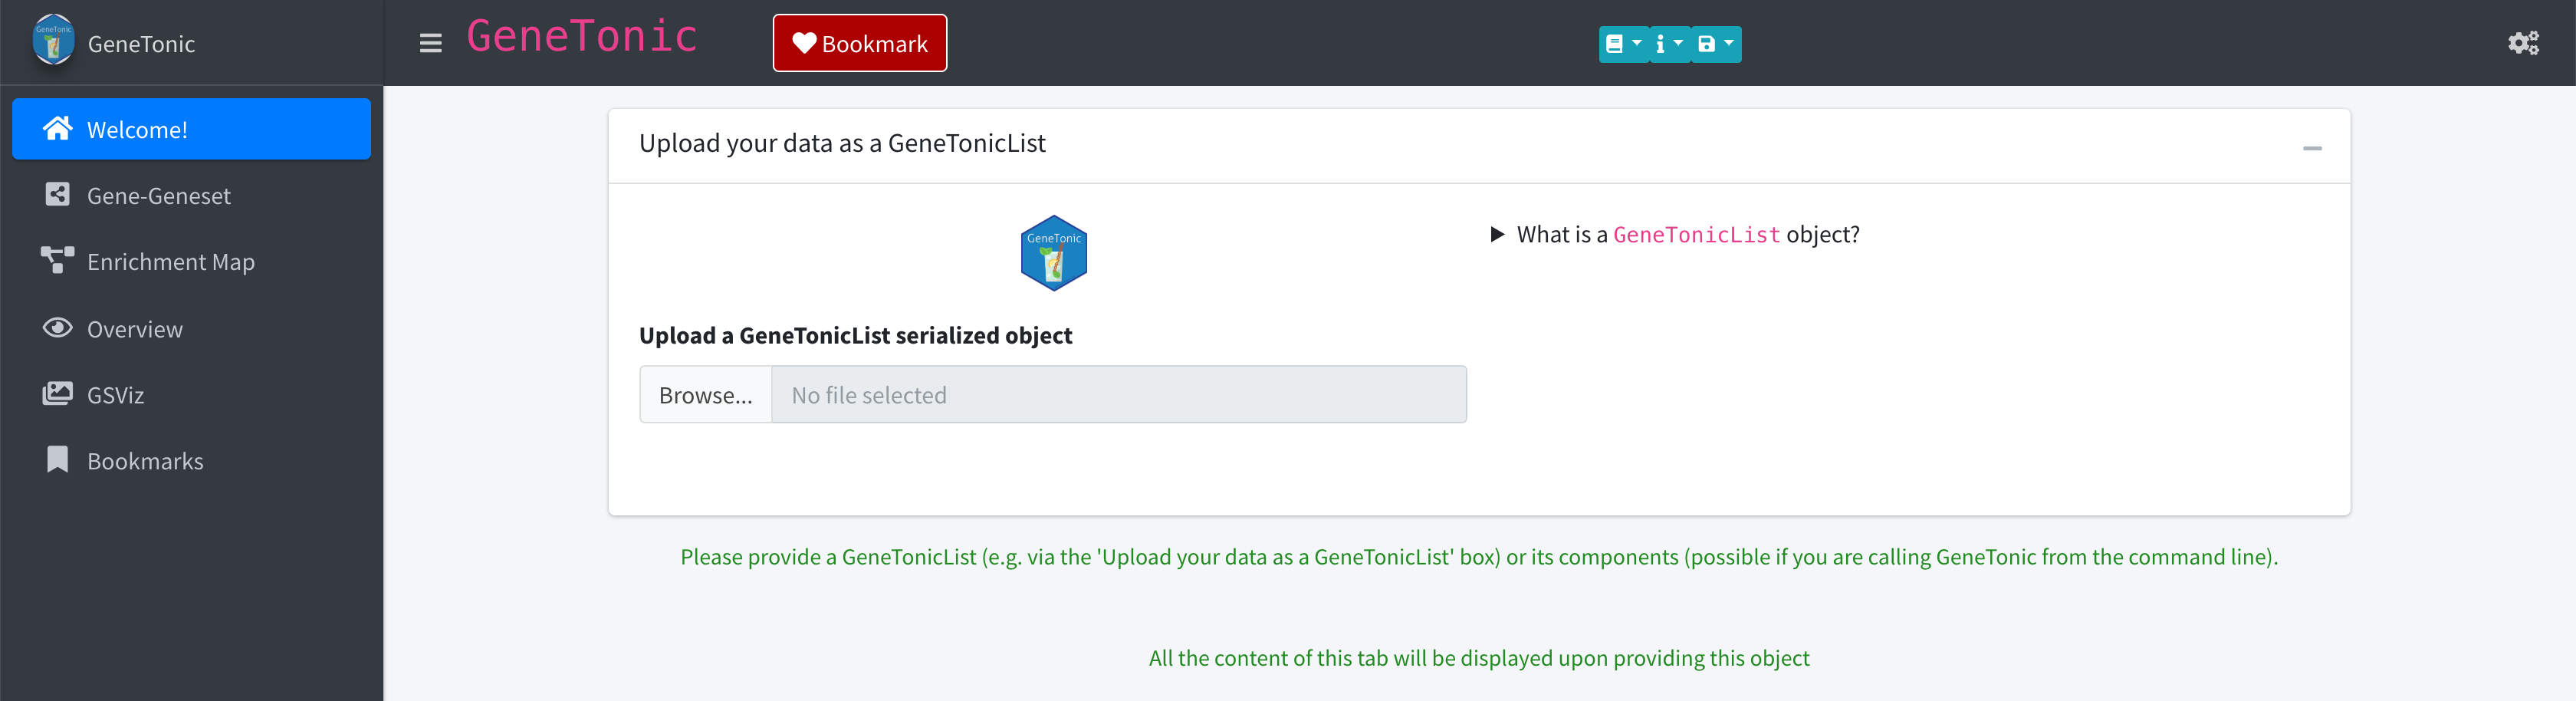 GeneTonic
GeneTonic
GeneTonic
Bookmark
Welcome!
Gene-Geneset
Enrichment Map
Overview
GSViz
Bookmarks
Upload your data as a GeneTonicList
GeneTonic
What is a GeneTonicList object?
Upload a GeneTonicList serialized object
Browse... No file selected
Please provide a GeneTonicList (e.g. via the 'Upload your data as a GeneTonicList' box) or its components (possible if you are calling GeneTonic from the command line).
All the content of this tab will be displayed upon providing this object